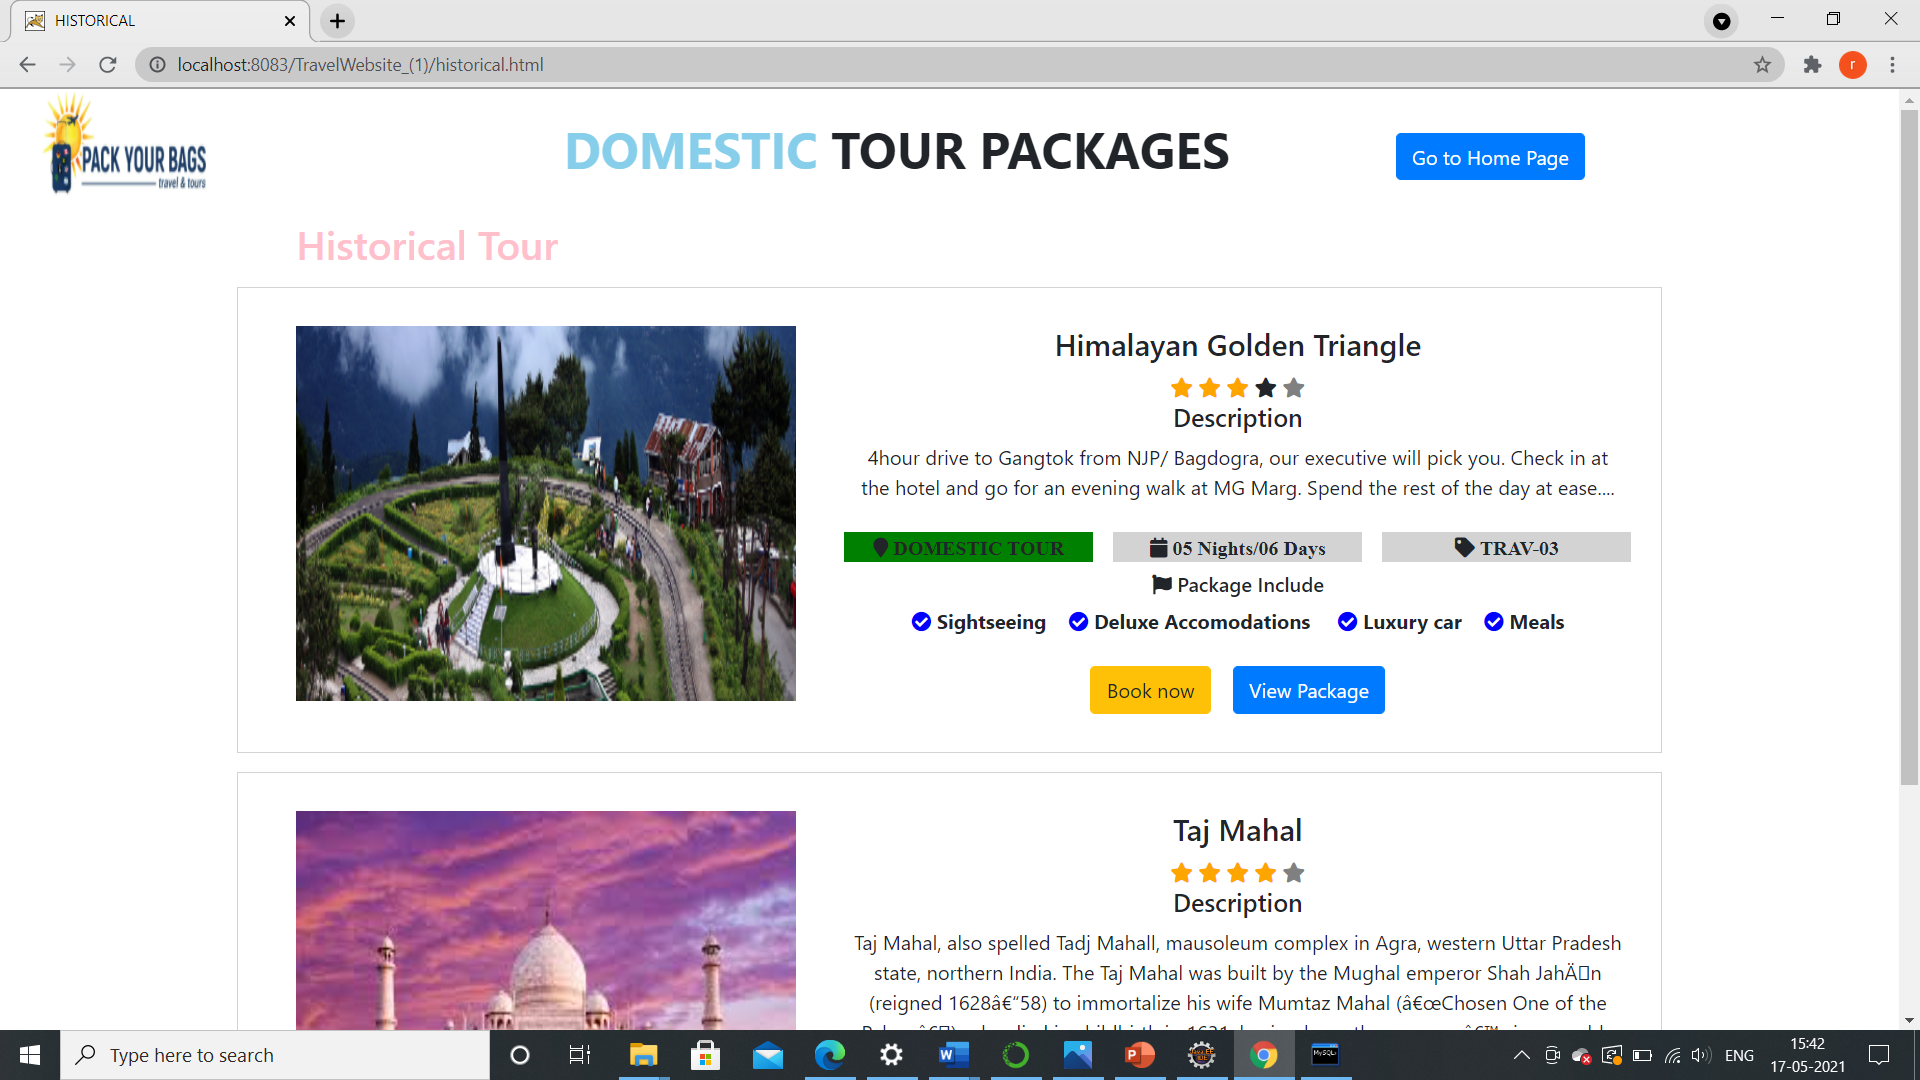 HISTORICAL
localhost:8083/TravelWebsite_(1)/historical.html
r
PACK YOUR BAGS
travel & tours
DOMESTIC TOUR PACKAGES
Go to Home Page
Historical Tour
Himalayan Golden Triangle
Description
4hour drive to Gangtok from NJP/ Bagdogra, our executive will pick you. Check in at
the hotel and go for an evening walk at MG Marg. Spend the rest of the day at ease....
DOMESTIC TOUR
05 Nights/06 Days
TRAV-03
Package Include
Sightseeing Deluxe Accomodations Luxury car Meals
Book now
View Package
Taj Mahal
Description
Taj Mahal, also spelled Tadj Mahall, mausoleum complex in Agra, western Uttar Pradesh
state, northern India. The Taj Mahal was built by the Mughal emperor Shah JahÄ□n
(reigned 1628â€“58) to immortalize his wife Mumtaz Mahal (â€œChosen One of the
Type here to search
ENG
15:42
17-05-2021